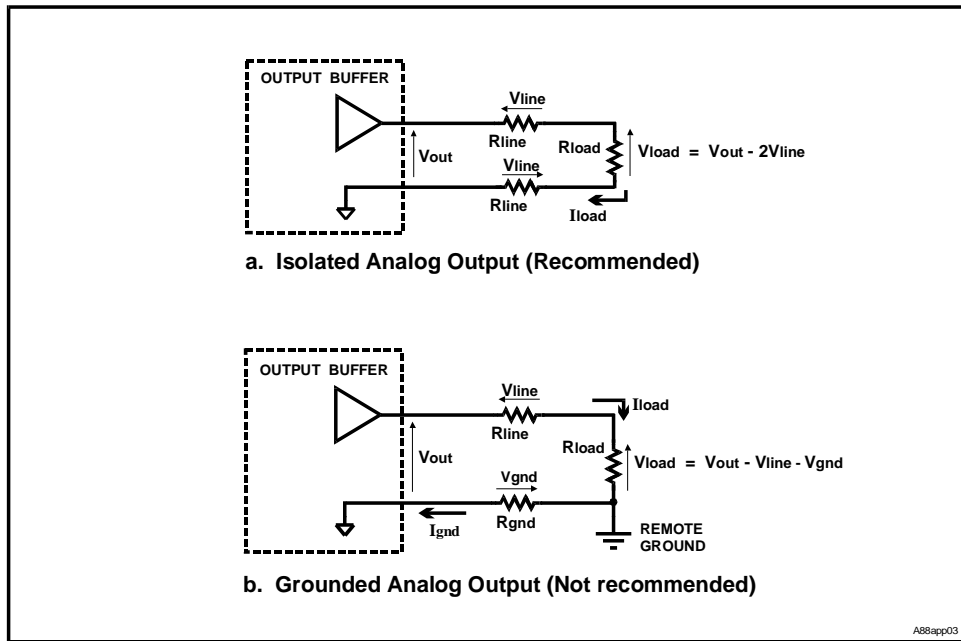 OUTPUT BUFFER
Vline
Rline
Rload
Vload = Vout - 2Vline
Vout
Vline
Rline
Iload
a. Isolated Analog Output (Recommended)
OUTPUT BUFFER
Vline
Iload
Rline
Rload
Vload = Vout - Vline - Vgnd
Vout
Vgnd
Rgnd
Ignd
REMOTE
GROUND
b. Grounded Analog Output (Not recommended)
A88app03